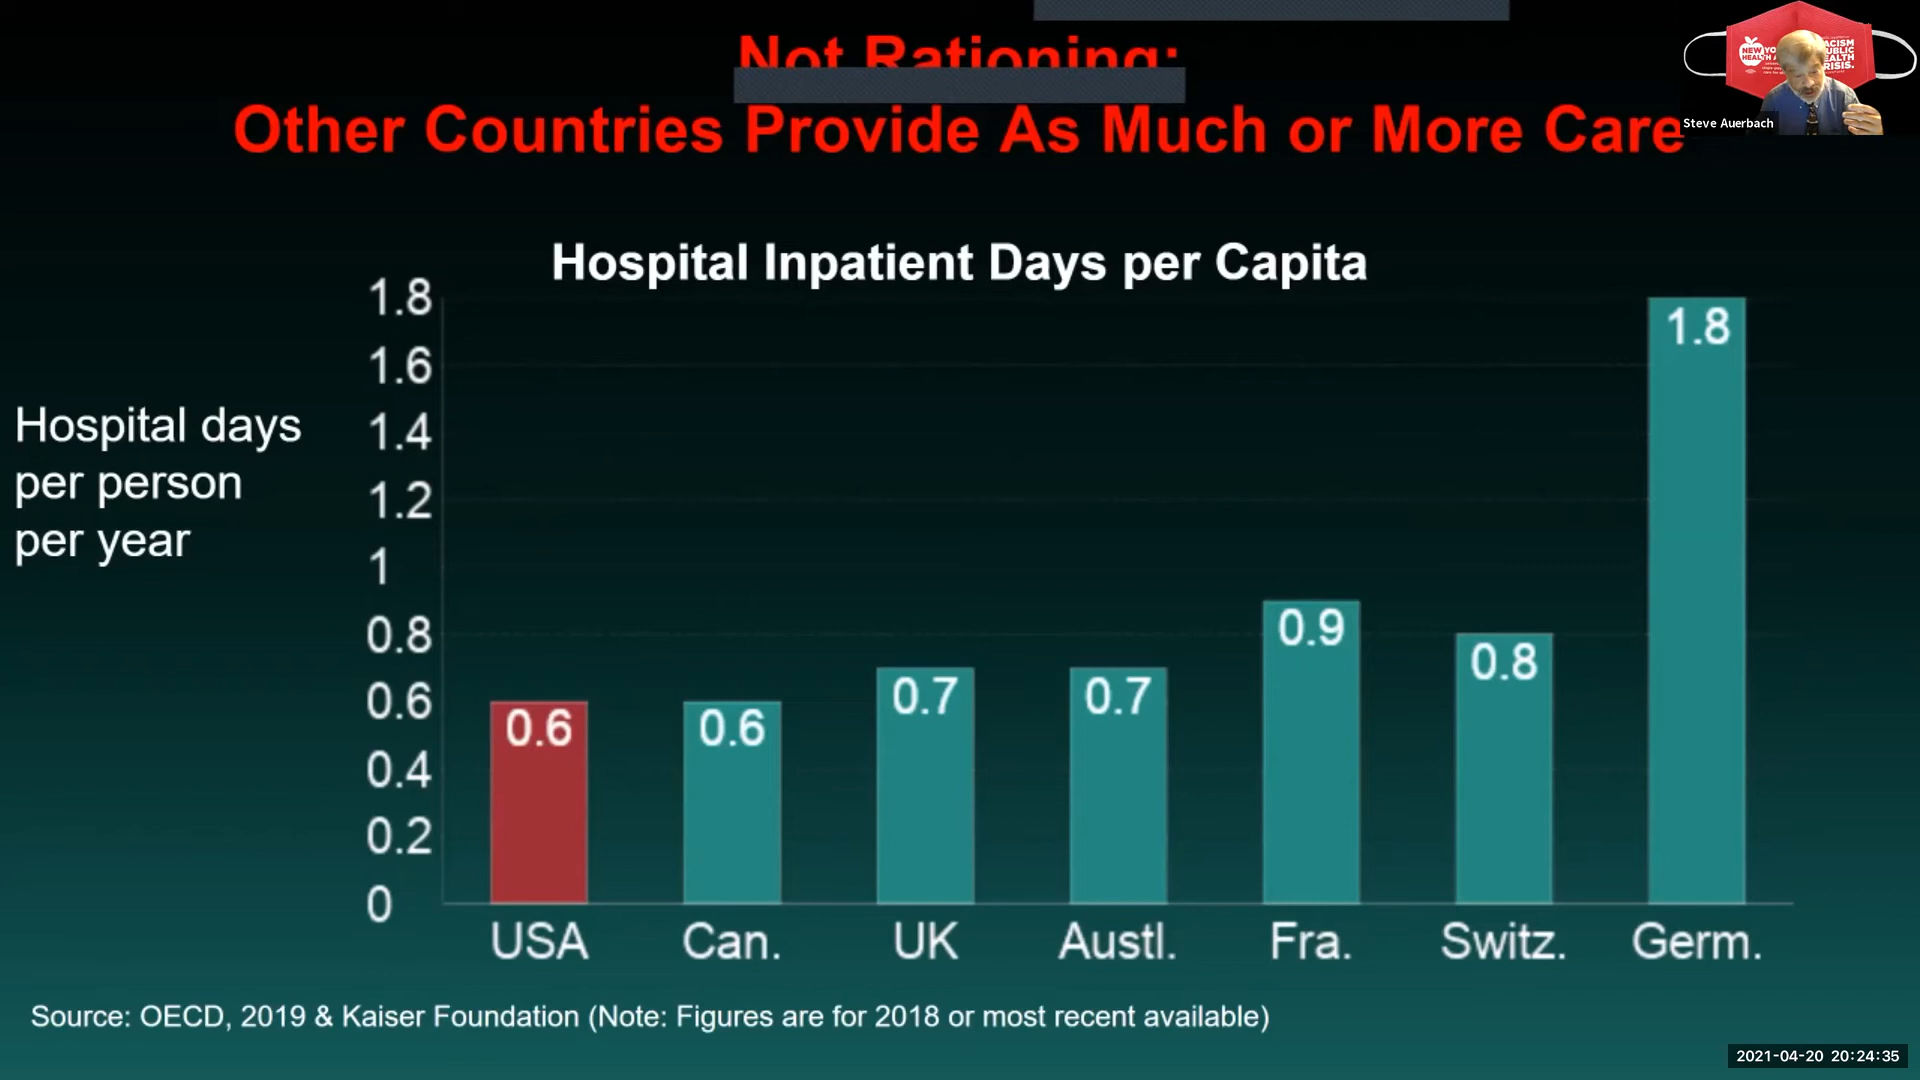 Not Rationing:
Other Countries Provide As Much or More Care
NEW
Steve Auerbach
Hospital Inpatient Days per Capita
Hospital days
per person
per year
1.8
1.6
1.4
1.2
1
0.8
0.6
0.4
0.2
0
0.6
0.6
0.7
0.7
0.9
0.8
1.8
USA
Can.
UK
Austl.
Fra.
Switz.
Germ.
Source: OECD, 2019 & Kaiser Foundation (Note: Figures are for 2018 or most recent available)
2021-04-20 20:24:35